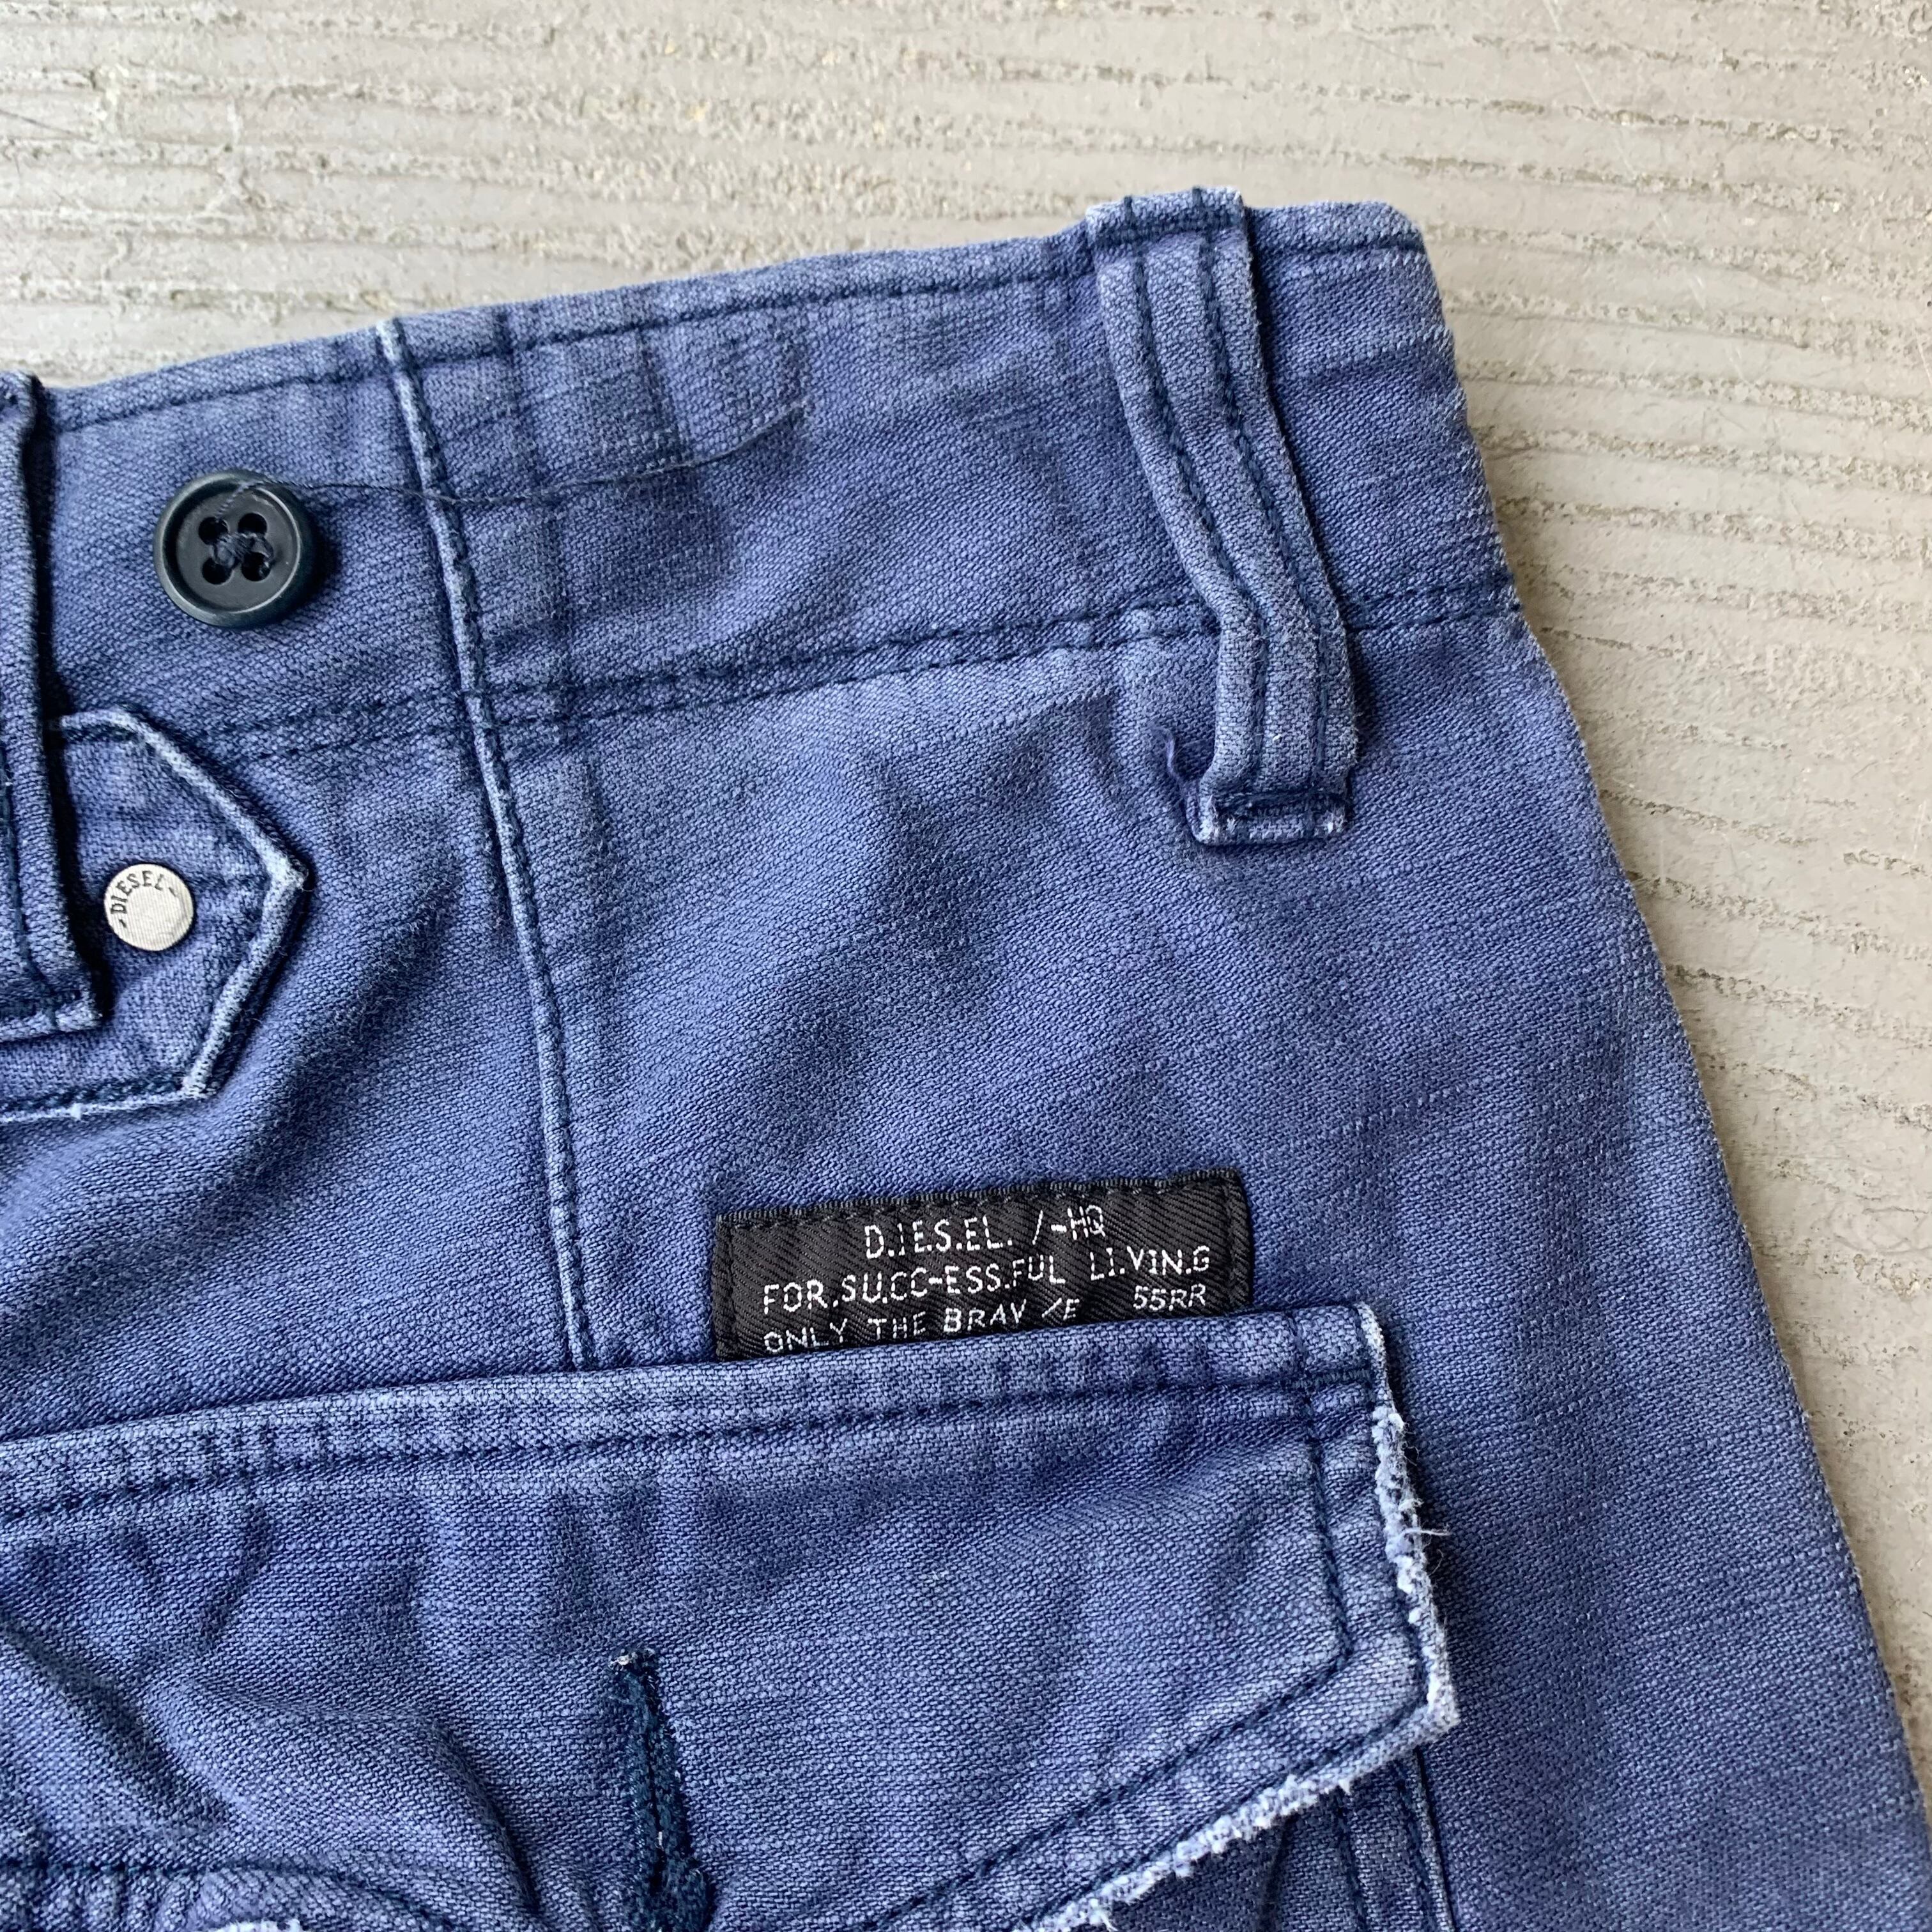 DIESEL
D.I.E.S.EL. /-HQ
FOR.SU.CC-ESS.FUL LI.VIN.G
ONLY THE BRAV/E 55RR